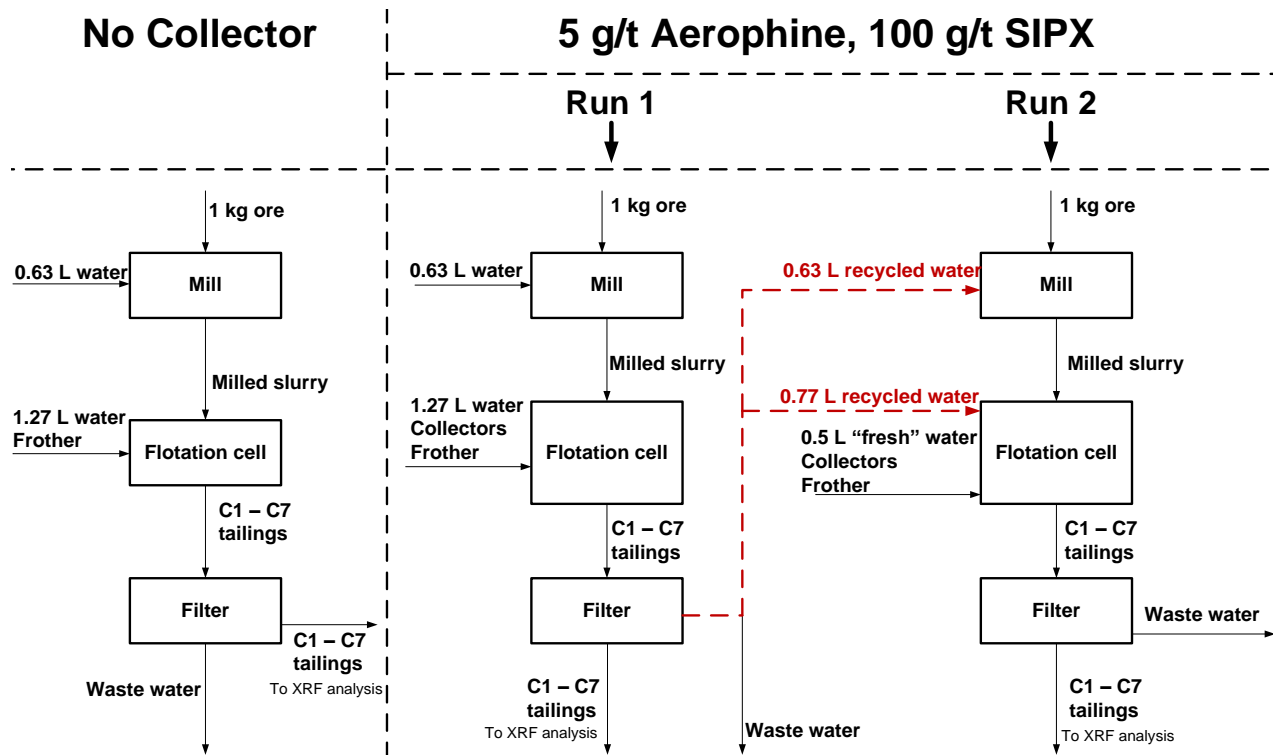 No Collector
5 g/t Aerophine, 100 g/t SIPX
Run 1
Run 2
1 kg ore
0.63 L water
Mill
Milled slurry
1.27 L water
Frother
Flotation cell
C1 – C7
tailings
Filter
C1 – C7
tailings
To XRF analysis
Waste water
1 kg ore
0.63 L water
Mill
Milled slurry
1.27 L water
Collectors
Frother
Flotation cell
C1 – C7
tailings
Filter
C1 – C7
tailings
To XRF analysis
Waste water
0.63 L recycled water
0.77 L recycled water
1 kg ore
Mill
Milled slurry
0.5 L “fresh” water
Collectors
Frother
Flotation cell
C1 – C7
tailings
Filter
Waste water
C1 – C7
tailings
To XRF analysis